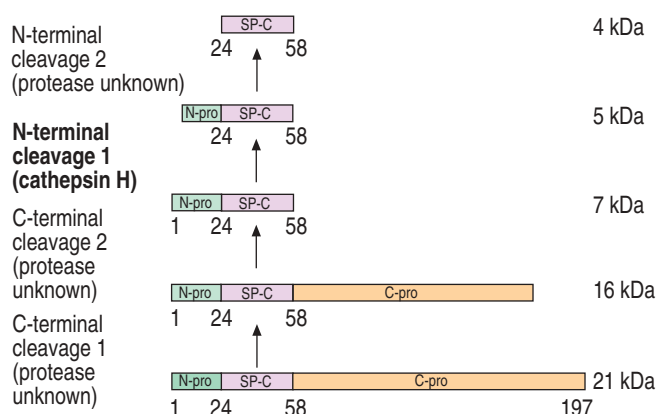 SP-C
4 kDa
24 58
N-terminal
cleavage 2
(protease unknown)
N-pro SP-C
5 kDa
24 58
N-terminal
cleavage 1
(cathepsin H)
N-pro SP-C
7 kDa
1 24 58
C-terminal
cleavage 2
(protease
unknown)
N-pro SP-C C-pro
16 kDa
1 24 58
C-terminal
cleavage 1
(protease
unknown)
N-pro SP-C C-pro
21 kDa
1 24 58 197